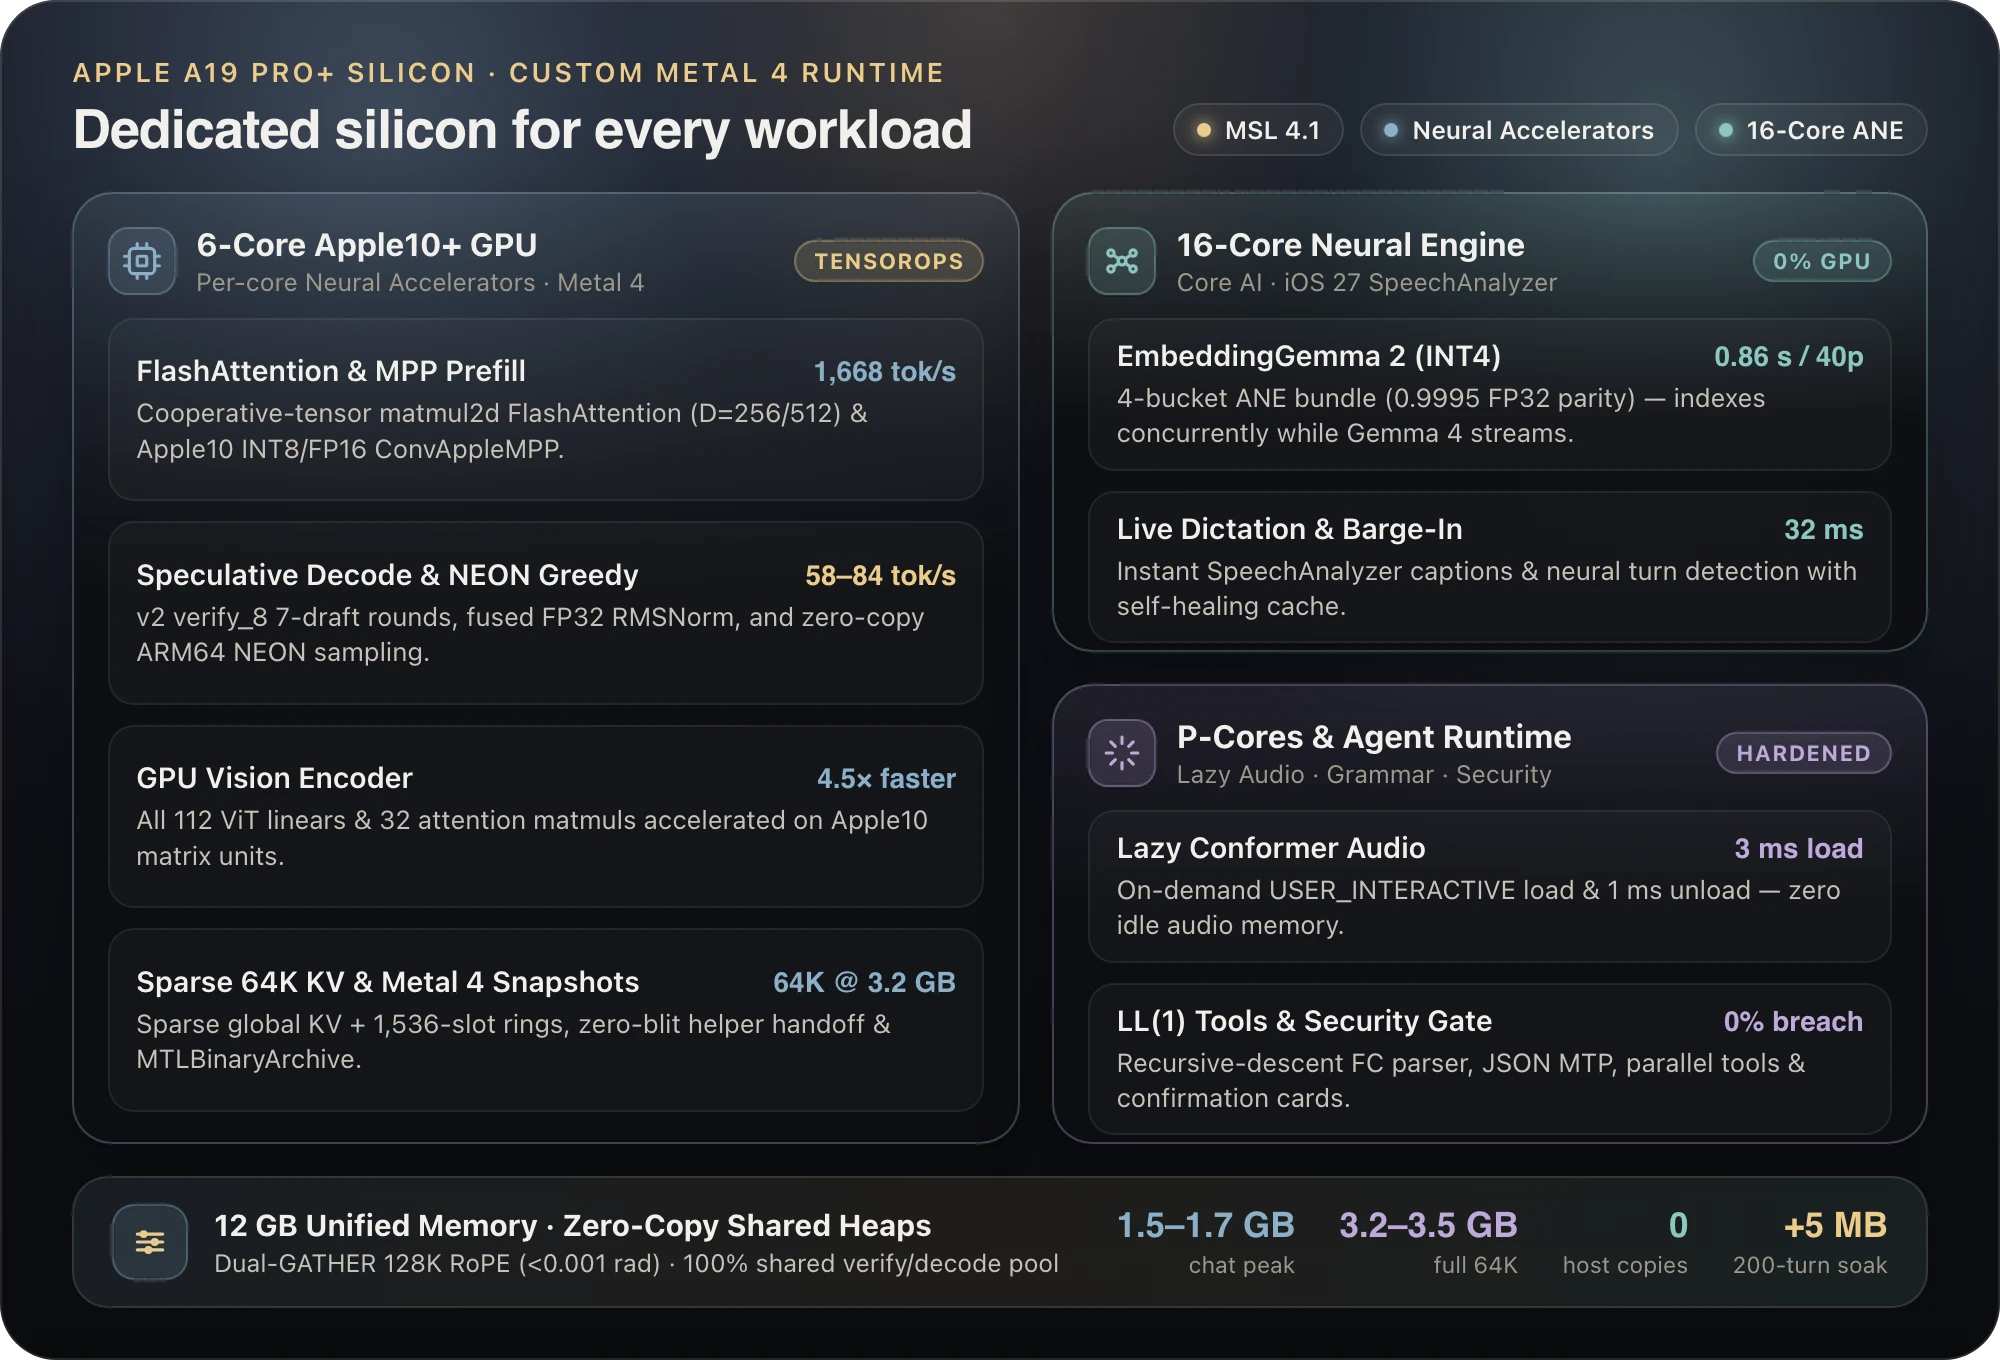 APPLE A19 PRO+ SILICON · CUSTOM METAL 4 RUNTIME
Dedicated silicon for every workload
MSL 4.1
Neural Accelerators
16-Core ANE
6-Core Apple10+ GPU
Per-core Neural Accelerators · Metal 4
TENSOROPS
FlashAttention & MPP Prefill
1,668 tok/s
Cooperative-tensor matmul2d FlashAttention (D=256/512) &
Apple10 INT8/FP16 ConvAppleMPP.
Speculative Decode & NEON Greedy
58–84 tok/s
v2 verify_8 7-draft rounds, fused FP32 RMSNorm, and zero-copy
ARM64 NEON sampling.
GPU Vision Encoder
4.5× faster
All 112 ViT linears & 32 attention matmuls accelerated on Apple10
matrix units.
Sparse 64K KV & Metal 4 Snapshots
64K @ 3.2 GB
Sparse global KV + 1,536-slot rings, zero-blit helper handoff &
MTLBinaryArchive.
16-Core Neural Engine
Core AI · iOS 27 SpeechAnalyzer
0% GPU
EmbeddingGemma 2 (INT4)
0.86 s / 40p
4-bucket ANE bundle (0.9995 FP32 parity) — indexes
concurrently while Gemma 4 streams.
Live Dictation & Barge-In
32 ms
Instant SpeechAnalyzer captions & neural turn detection with
self-healing cache.
P-Cores & Agent Runtime
Lazy Audio · Grammar · Security
HARDENED
Lazy Conformer Audio
3 ms load
On-demand USER_INTERACTIVE load & 1 ms unload — zero
idle audio memory.
LL(1) Tools & Security Gate
0% breach
Recursive-descent FC parser, JSON MTP, parallel tools &
confirmation cards.
12 GB Unified Memory · Zero-Copy Shared Heaps
Dual-GATHER 128K RoPE (<0.001 rad) · 100% shared verify/decode pool
1.5–1.7 GB
chat peak
3.2–3.5 GB
full 64K
0
host copies
+5 MB
200-turn soak